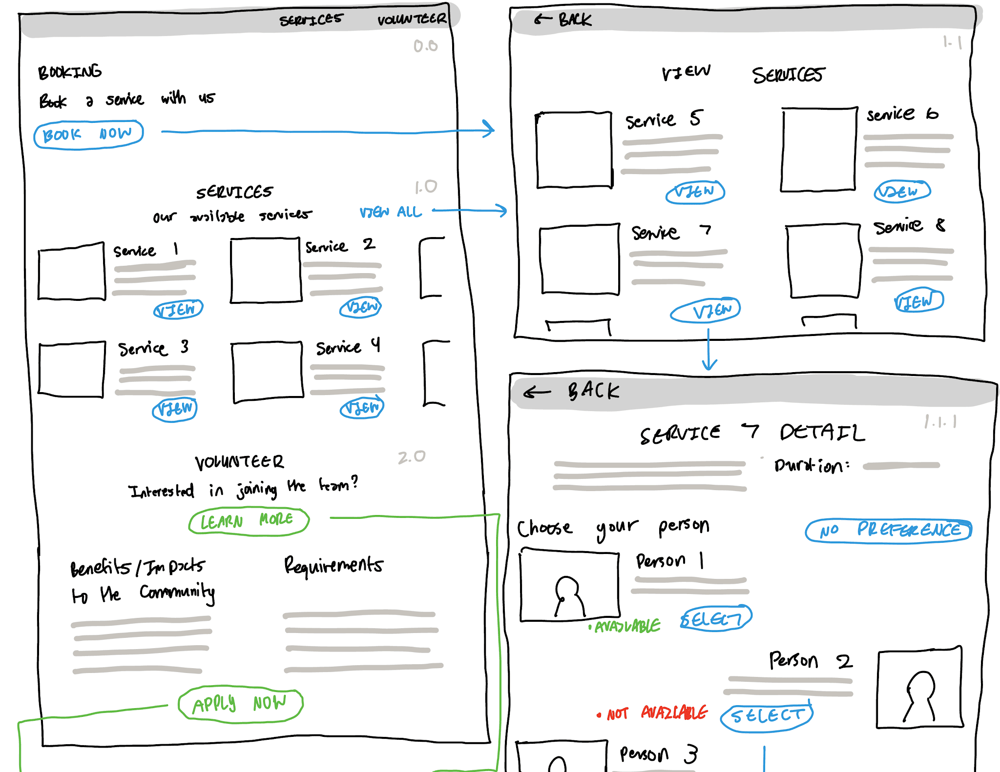 SERVICES VOLUNTEER
0.0
BOOKING
Book a service with us
BOOK NOW
SERVICES
1.0
our available services
VIEW ALL
Service 1
VIEW
Service 2
VIEW
Service 3
VIEW
Service 4
VIEW
VOLUNTEER
2.0
Interested in joining the team?
LEARN MORE
Benefits/Impacts
to the Community
Requirements
APPLY NOW
← BACK
1.1
VIEW SERVICES
Service 5
VIEW
Service 6
VIEW
Service 7
VIEW
Service 8
VIEW
← BACK
1.1.1
SERVICE 7 DETAIL
Duration:
Choose your person
NO PREFERENCE
Person 1
• AVAILABLE
SELECT
Person 2
• NOT AVAILABLE
SELECT
Person 3